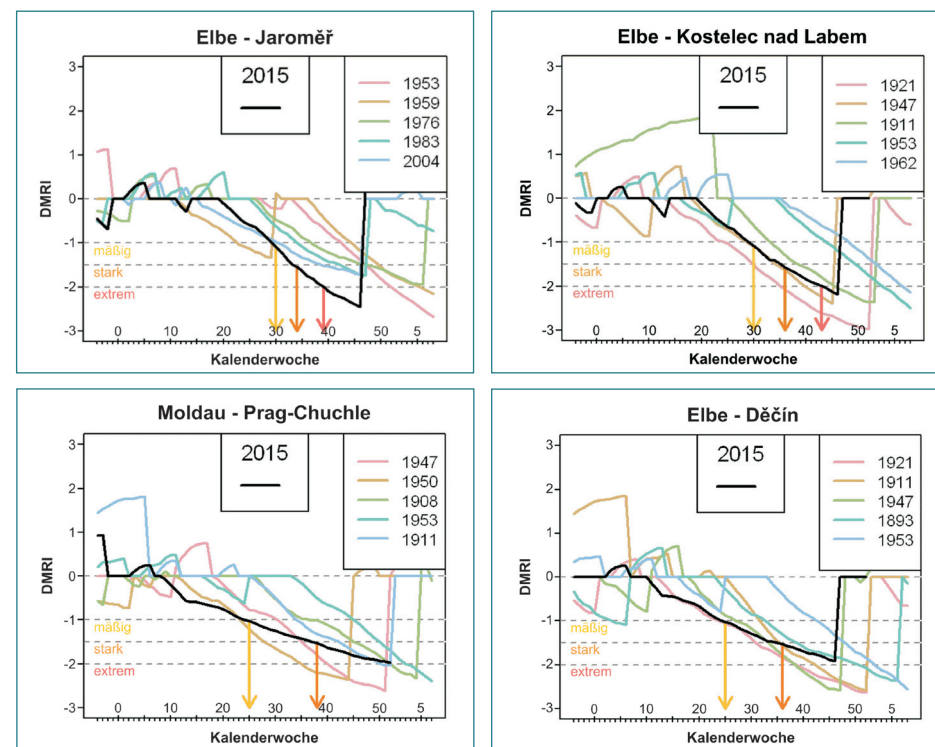 Elbe - Jaroměř
3
2
1
0
-1
-2
-3
DMRI
2015
1953
1959
1976
1983
2004
mäßig
stark
extrem
0 10 20 30 40 50 5
Kalenderwoche
Elbe - Kostelec nad Labem
3
2
1
0
-1
-2
-3
DMRI
2015
1921
1947
1911
1953
1962
mäßig
stark
extrem
0 10 20 30 40 50 5
Kalenderwoche
Moldau - Prag-Chuchle
3
2
1
0
-1
-2
-3
DMRI
2015
1947
1950
1908
1953
1911
mäßig
stark
extrem
0 10 20 30 40 50 5
Kalenderwoche
Elbe - Děčín
3
2
1
0
-1
-2
-3
DMRI
2015
1921
1911
1947
1893
1953
mäßig
stark
extrem
0 10 20 30 40 50 5
Kalenderwoche